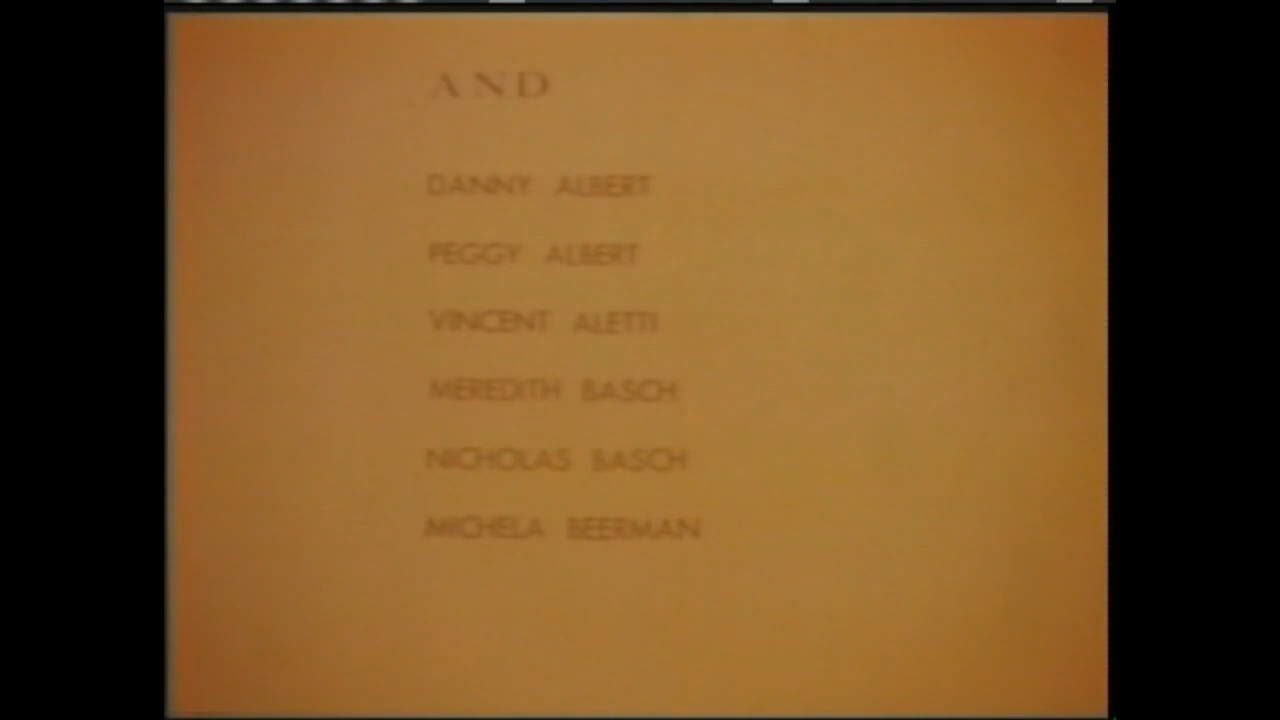 AND
DANNY ALBERT
PEGGY ALBERT
VINCENT ALETTI
MEREDITH BASCH
NICHOLAS BASCH
MICHELA BEERMAN